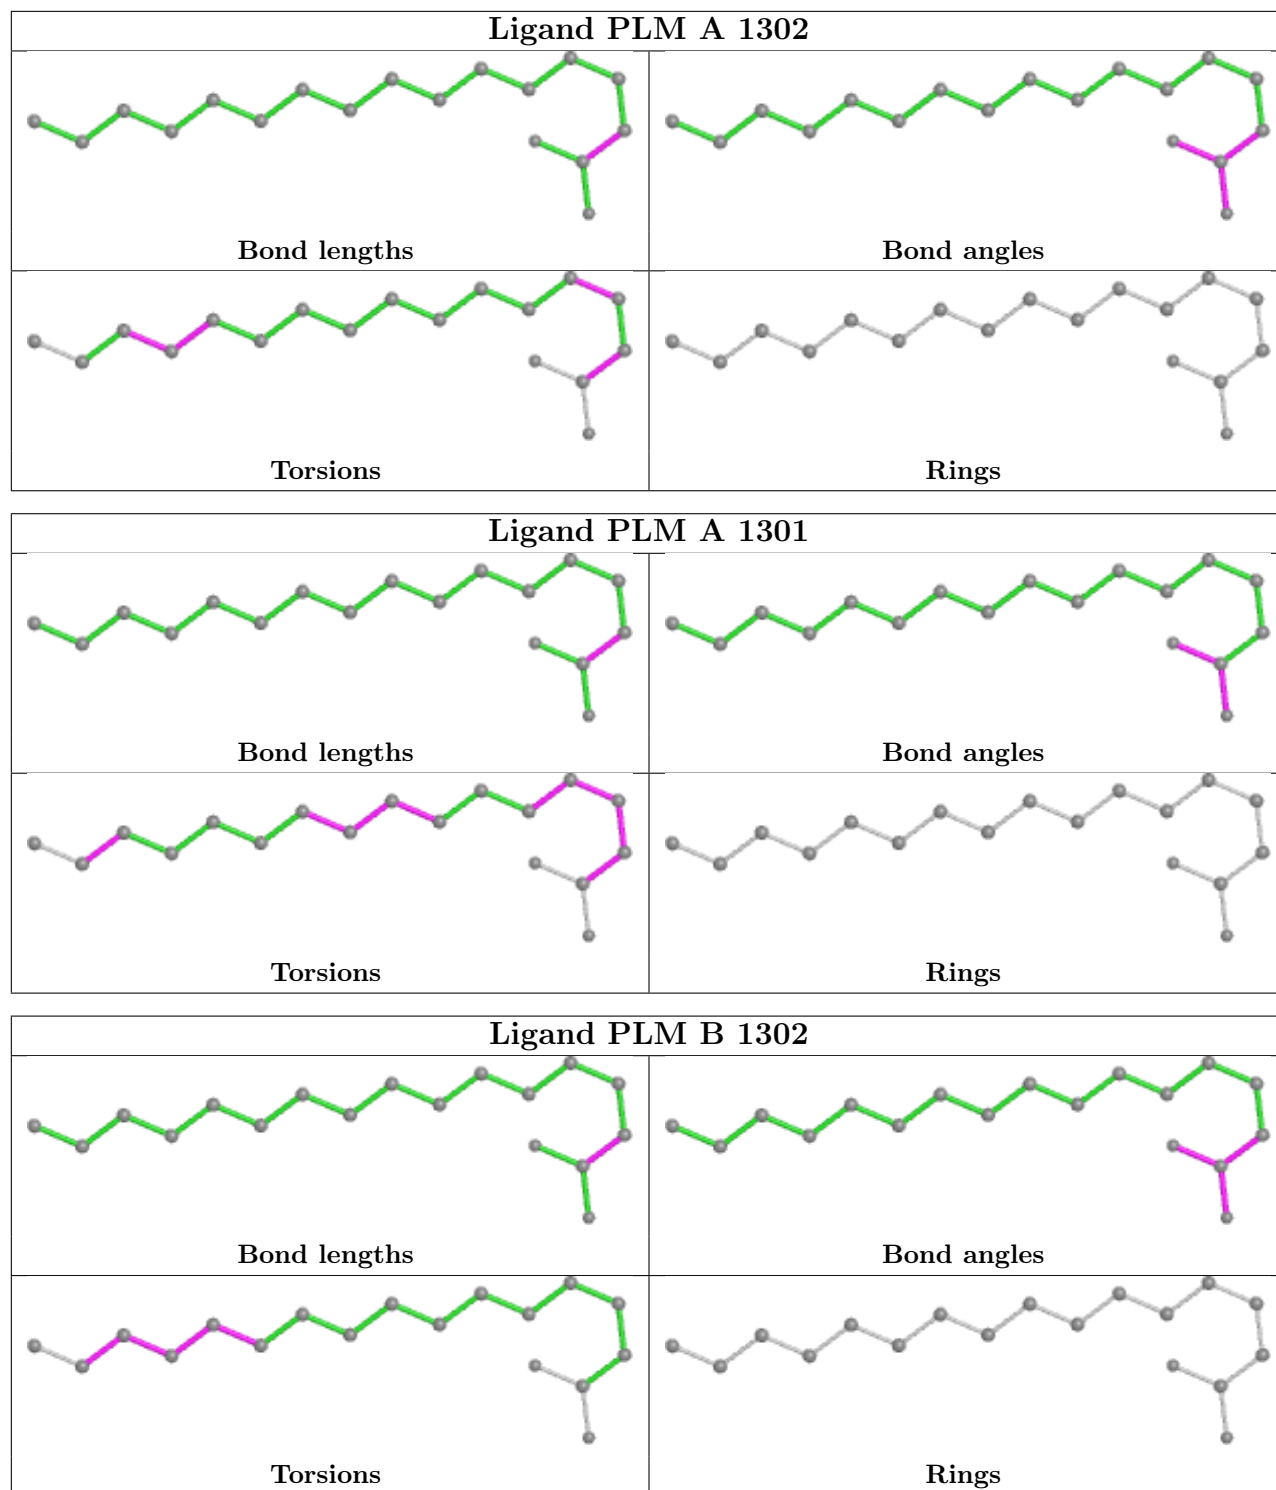 Ligand PLM A 1302
Bond lengths
Bond angles
Torsions
Rings
Ligand PLM A 1301
Bond lengths
Bond angles
Torsions
Rings
Ligand PLM B 1302
Bond lengths
Bond angles
Torsions
Rings